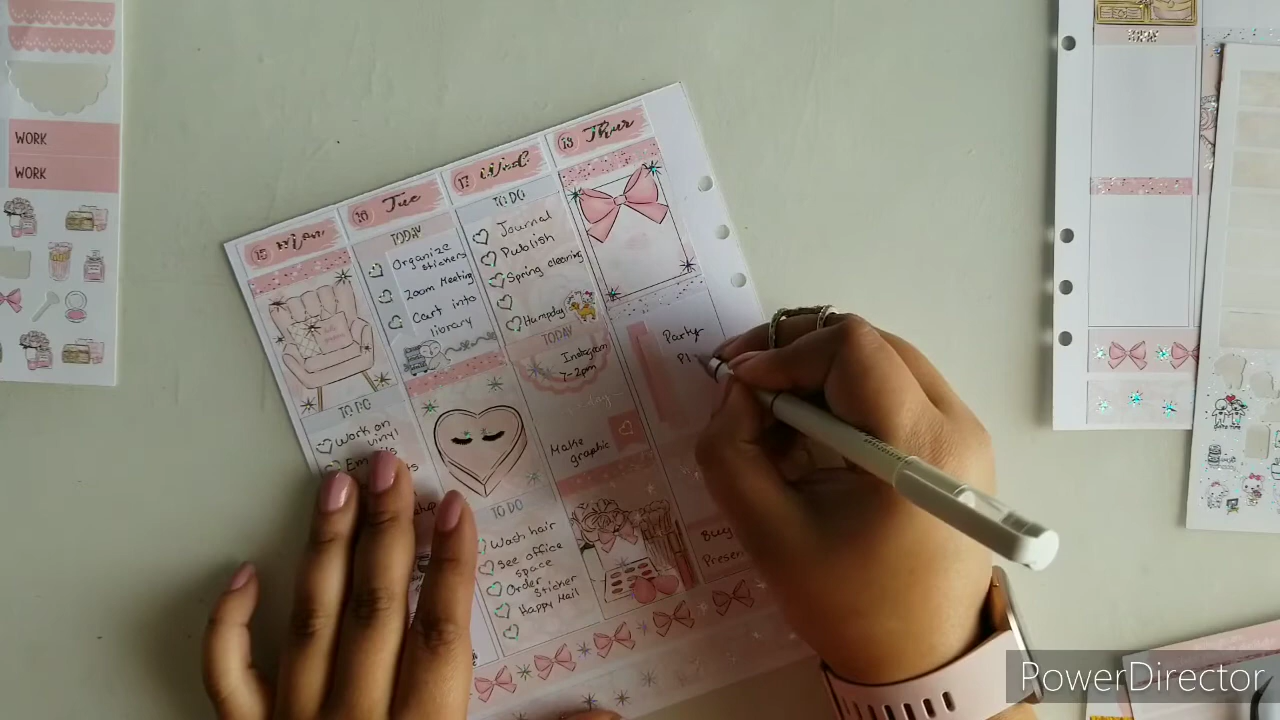 WORK
WORK
15 Mon
16 Tue
TODAY
Organize
stickers
Zoom Meeting
Cart into
library
17 Wed
TO DO
Journal
Publish
Spring cleaning
Humpday
TODAY
Instagram
7-2pm
Make
graphic
Thur
Party
Pl
TO DO
Work on
vinyl
TO DO
Wash hair
See office
space
Order
Sticker
Happy Mail
Buy
Presen
PowerDirector